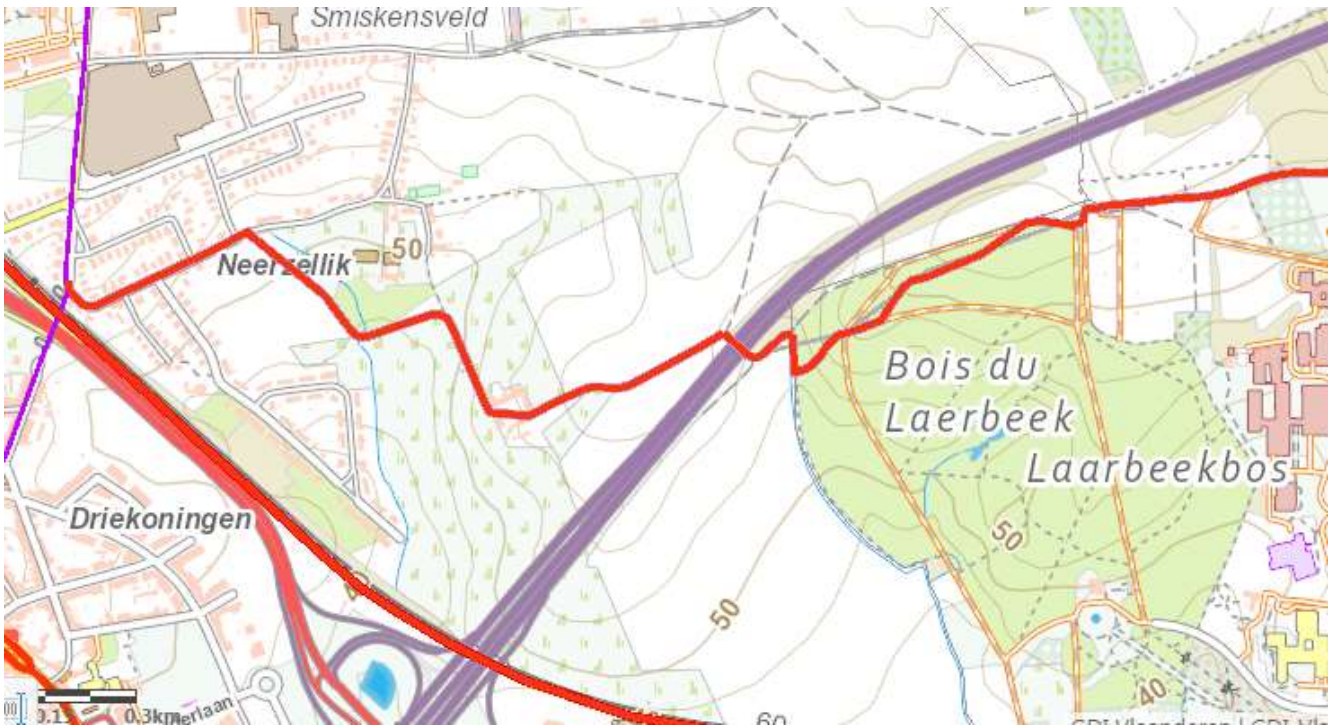 Smiskensveld
Neerzellik
50
Bois du
Laerbeek
Laarbeekbos
Driekoningen
50
50
40
60
0.3km